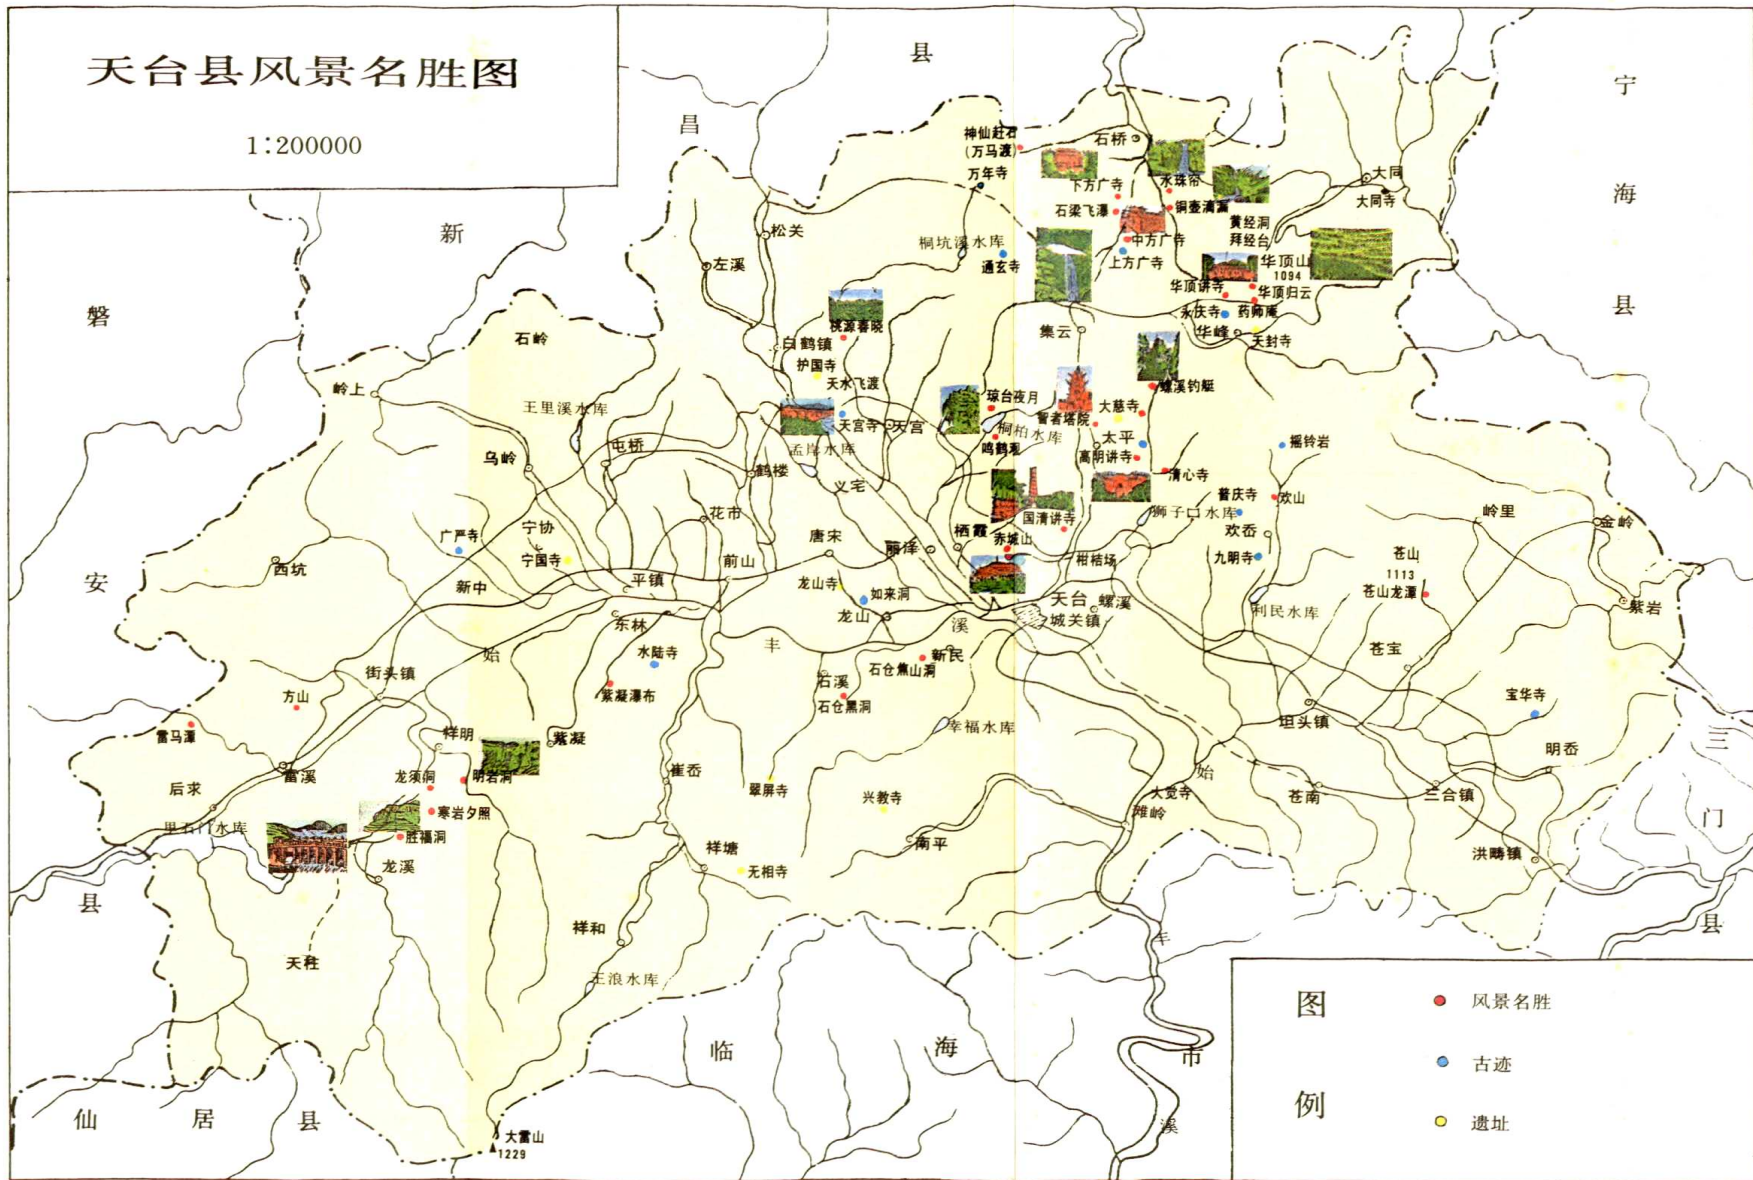 天台县风景名胜图
1:200000
县
昌
新
磐
安
县
宁
海
县
三
门
县
仙居县
临海市
神仙赶石
(万马渡)
石桥
万年寺
下方广寺
水珠帘
石梁飞瀑
铜壶滴漏
黄经洞
拜经台
大同
大同寺
中方广寺
上方广寺
桐坑溪水库
通玄寺
华顶山
1094
华顶讲寺
华顶归云
永庆寺
药师庵
华峰
天封寺
集云
松关
左溪
桃源春晓
白鹤镇
护国寺
天水飞渡
天宫寺
天宫
石岭
岭上
王里溪水库
屯桥
孟岸水库
鹤楼
义宅
乌岭
琼台夜月
桐柏水库
鸣鹤观
智者塔院
大慈寺
螺溪钓艇
太平
高明讲寺
清心寺
摇铃岩
普庆寺
欢山
狮子口水库
欢岙
九明寺
国清讲寺
赤城山
栖霞
丽泽
柑桔场
岭里
金岭
苍山
1113
苍山龙潭
紫岩
利民水库
花市
唐宋
前山
宁协
宁国寺
广严寺
西坑
新中
平镇
东林
龙山寺
如来洞
龙山
天台
城关镇
螺溪
溪
丰
始
水陆寺
紫凝瀑布
紫凝
石溪
石仓黑洞
石仓焦山洞
新民
幸福水库
苍宝
坦头镇
宝华寺
明岙
三合镇
苍南
洪畴镇
始
大觉寺
滩岭
街头镇
方山
雷马潭
雷溪
祥明
龙须洞
明岩洞
寒岩夕照
胜福洞
龙溪
后求
里石门水库
天柱
崔岙
翠屏寺
兴教寺
南平
祥塘
无相寺
祥和
王浪水库
大雷山
1229
丰
溪
图例
风景名胜
古迹
遗址